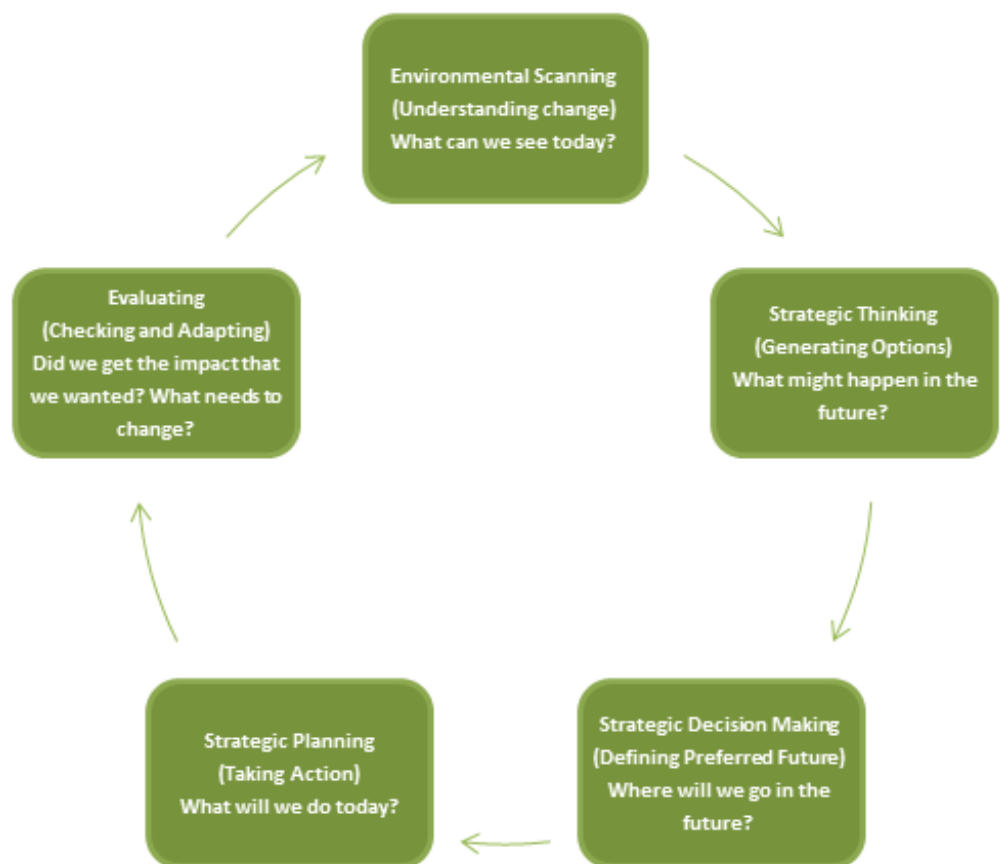 Environmental Scanning
(Understanding change)
What can we see today?
Strategic Thinking
(Generating Options)
What might happen in the
future?
Strategic Decision Making
(Defining Preferred Future)
Where will we go in the
future?
Strategic Planning
(Taking Action)
What will we do today?
Evaluating
(Checking and Adapting)
Did we get the impact that
we wanted? What needs to
change?